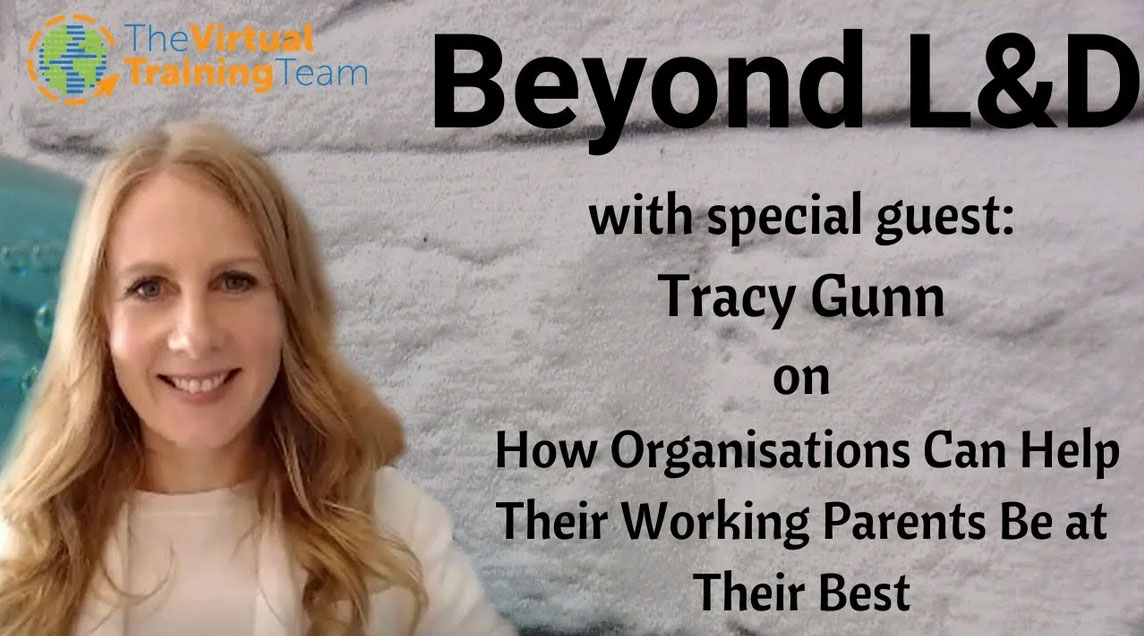 The Virtual
Training Team
Beyond L&D
with special guest:
Tracy Gunn
on
How Organisations Can Help
Their Working Parents Be at
Their Best